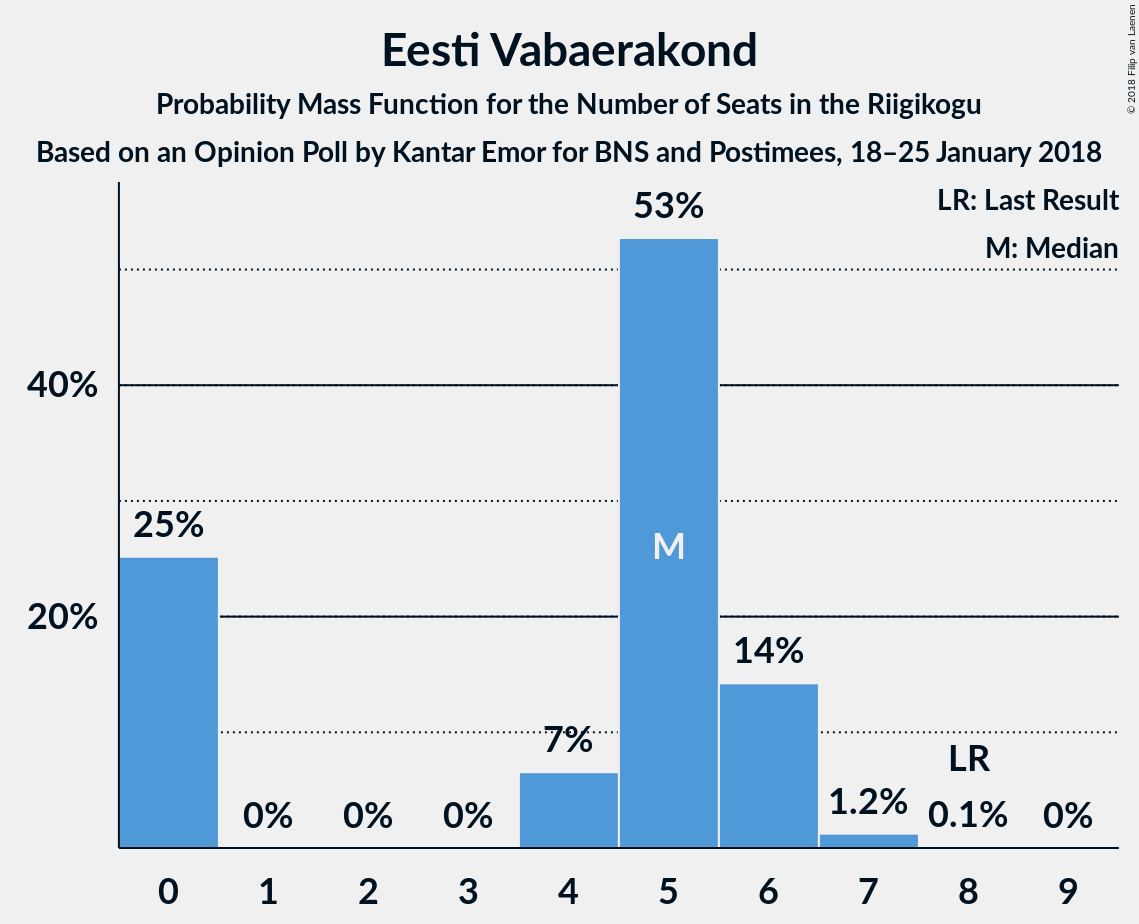 Eesti Vabaerakond
Probability Mass Function for the Number of Seats in the Riigikogu
Based on an Opinion Poll by Kantar Emor for BNS and Postimees, 18–25 January 2018
© 2018 Filip van Laenen
LR: Last Result
M: Median
40%
20%
25%
0%
0%
0%
7%
53%
M
14%
1.2%
LR
0.1%
0%
0 1 2 3 4 5 6 7 8 9